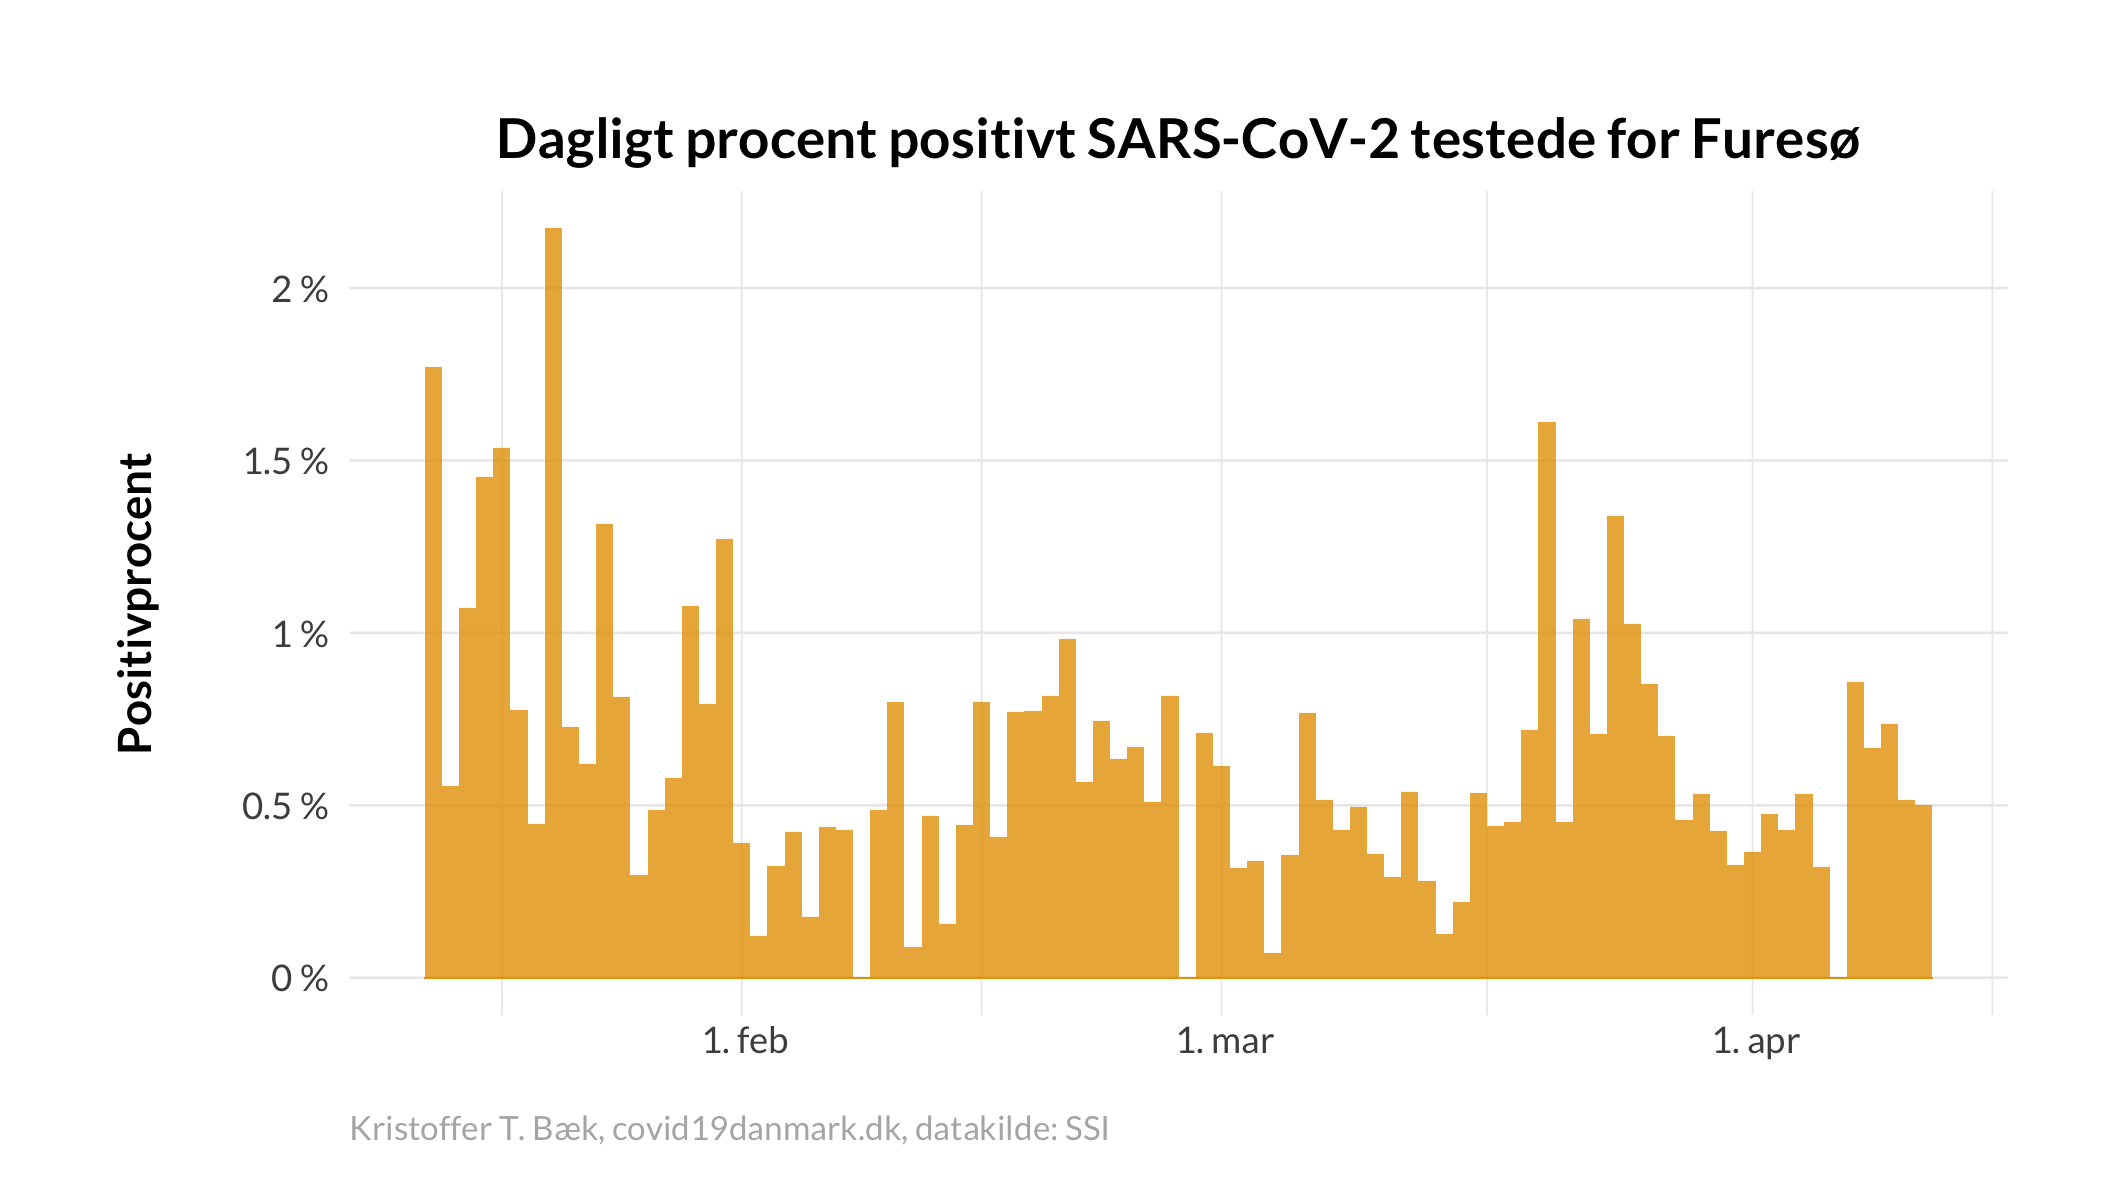 Dagligt procent positivt SARS-CoV-2 testede for Furesø
Positivprocent
2 %
1.5 %
1 %
0.5 %
0 %
1. feb
1. mar
1. apr
Kristoffer T. Bæk, covid19danmark.dk, datakilde: SSI